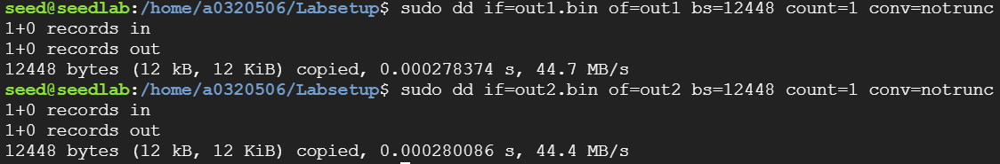 seed@seedlab:/home/a0320506/Labsetup$ sudo dd if=out1.bin of=out1 bs=12448 count=1 conv=notrunc
1+0 records in
1+0 records out
12448 bytes (12 kB, 12 KiB) copied, 0.000278374 s, 44.7 MB/s
seed@seedlab:/home/a0320506/Labsetup$ sudo dd if=out2.bin of=out2 bs=12448 count=1 conv=notrunc
1+0 records in
1+0 records out
12448 bytes (12 kB, 12 KiB) copied, 0.000280086 s, 44.4 MB/s